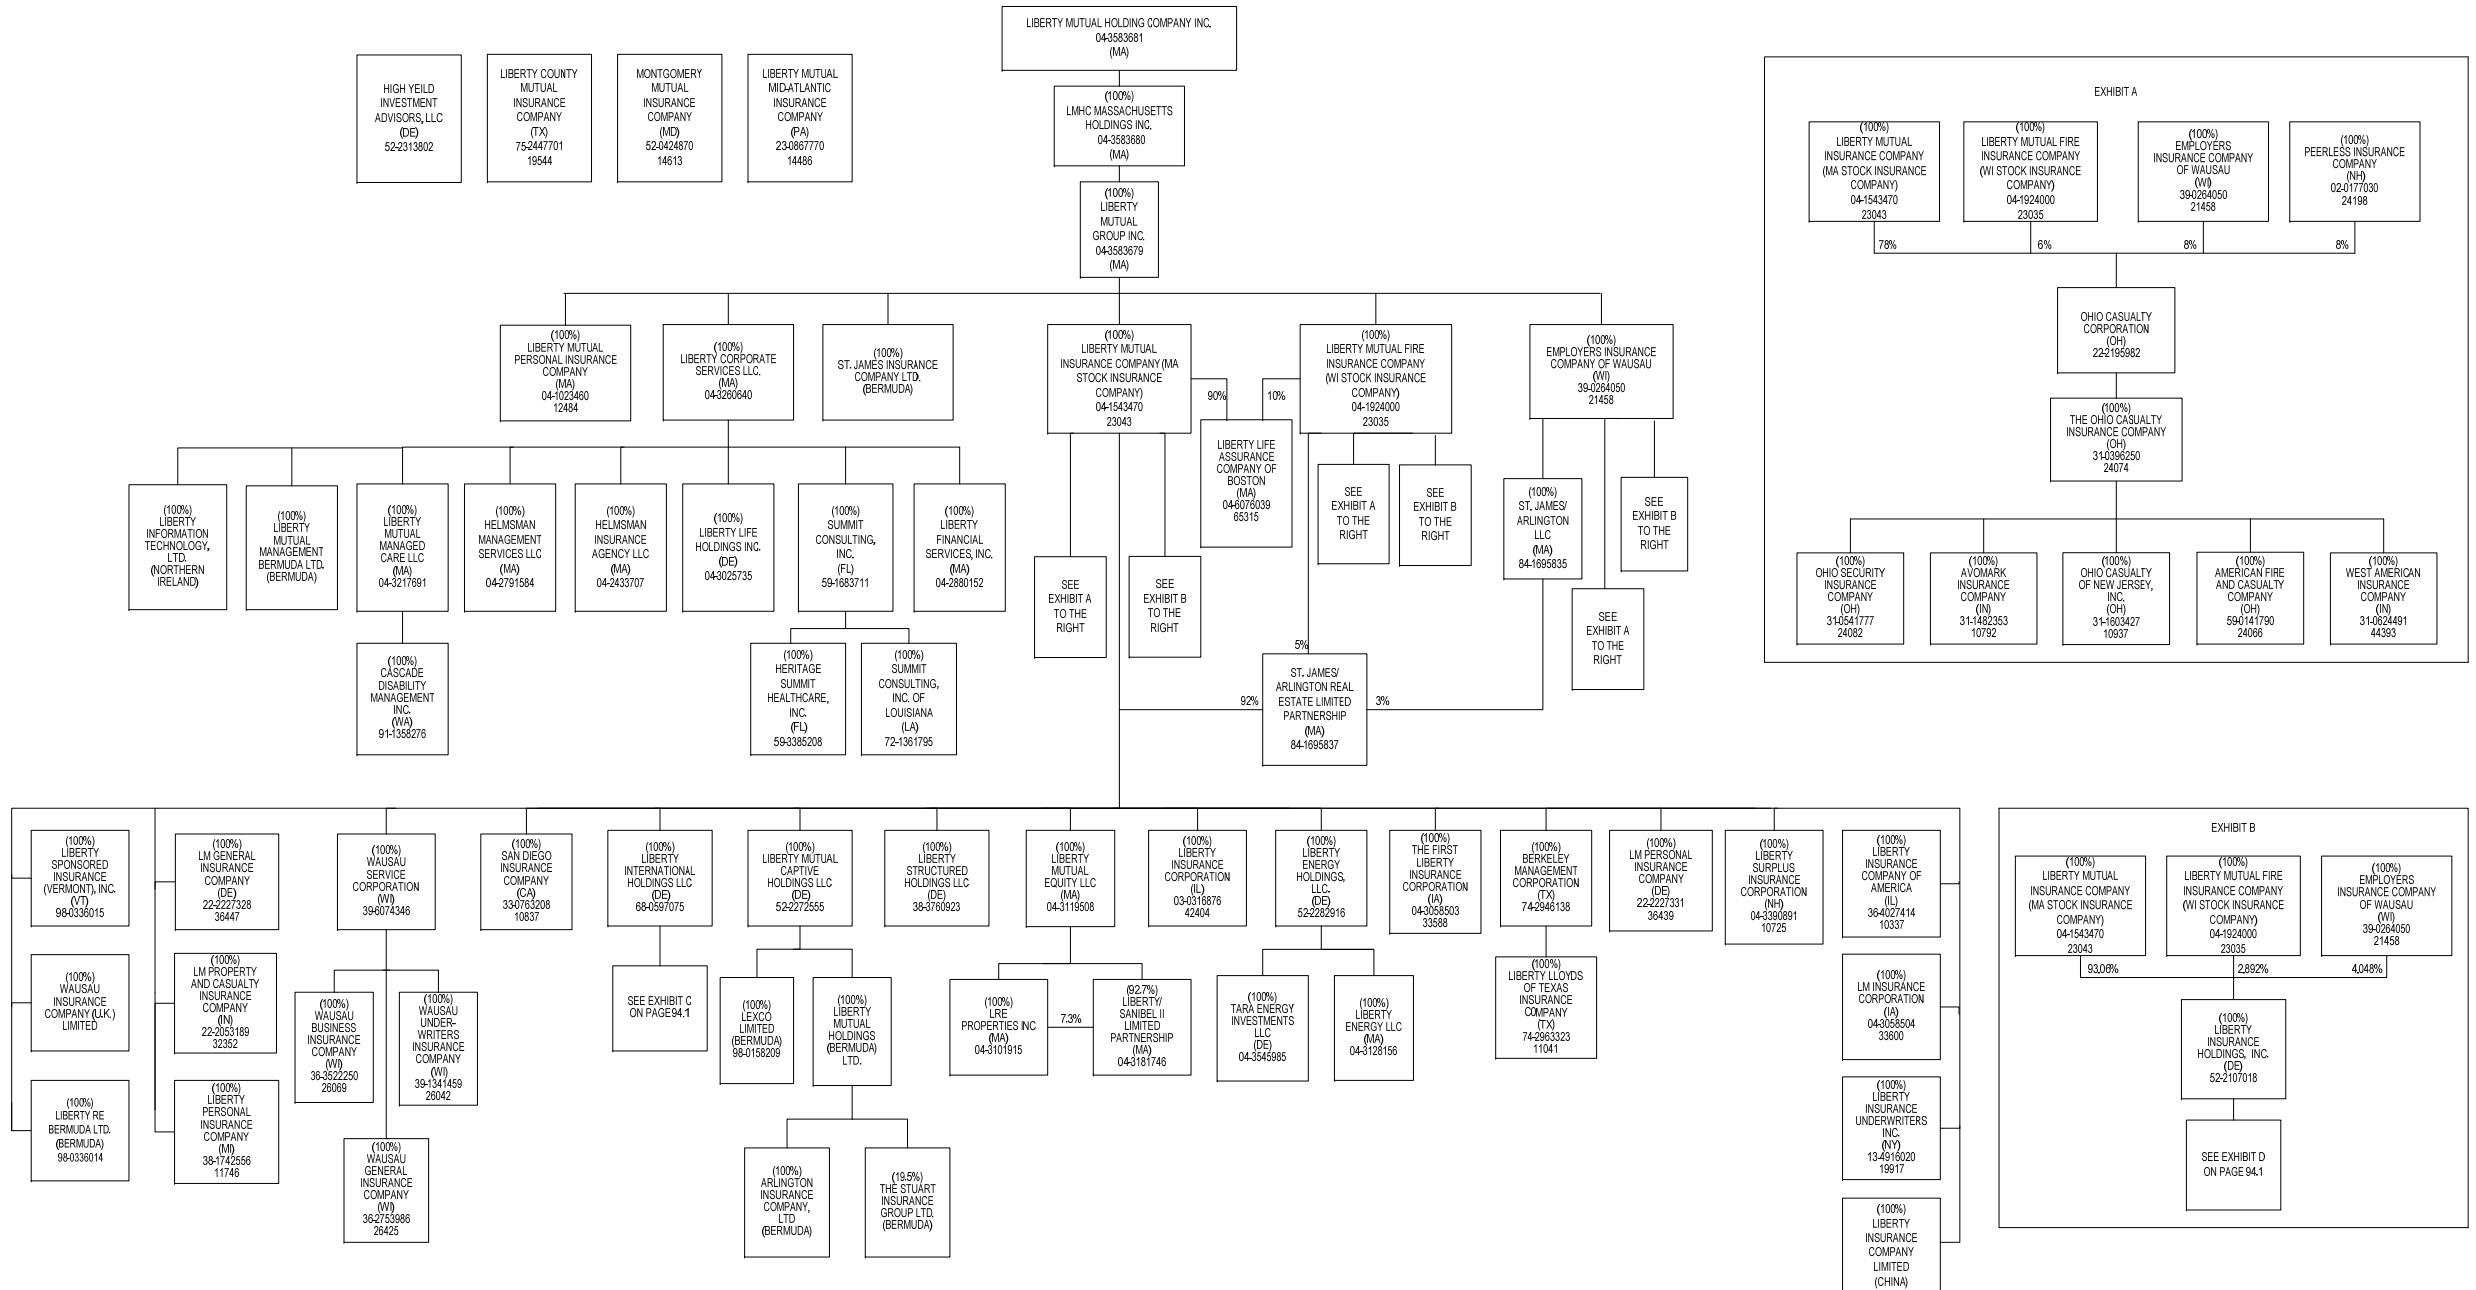 LIBERTY MUTUAL HOLDING COMPANY INC.
04-3583681
(MA)
HIGH YEILD
INVESTMENT
ADVISORS, LLC
(DE)
52-2313802
LIBERTY COUNTY
MUTUAL
INSURANCE
COMPANY
(TX)
75-2447701
19544
MONTGOMERY
MUTUAL
INSURANCE
COMPANY
(MD)
52-0424870
14613
LIBERTY MUTUAL
MID-ATLANTIC
INSURANCE
COMPANY
(PA)
23-0867770
14486
(100%)
LMHC MASSACHUSETTS
HOLDINGS INC.
04-3583680
(MA)
(100%)
LIBERTY
MUTUAL
GROUP INC.
04-3583679
(MA)
(100%)
LIBERTY MUTUAL
PERSONAL INSURANCE
COMPANY
(MA)
04-1023460
12484
(100%)
LIBERTY CORPORATE
SERVICES LLC.
(MA)
04-3260640
(100%)
ST. JAMES INSURANCE
COMPANY LTD.
(BERMUDA)
(100%)
LIBERTY MUTUAL
INSURANCE COMPANY (MA
STOCK INSURANCE
COMPANY)
04-1543470
23043
(100%)
LIBERTY MUTUAL FIRE
INSURANCE COMPANY
(WI STOCK INSURANCE
COMPANY)
04-1924000
23035
(100%)
EMPLOYERS INSURANCE
COMPANY OF WAUSAU
(WI)
39-0264050
21458
90%
10%
LIBERTY LIFE
ASSURANCE
COMPANY OF
BOSTON
(MA)
04-6076039
65315
(100%)
LIBERTY
INFORMATION
TECHNOLOGY,
LTD.
(NORTHERN
IRELAND)
(100%)
LIBERTY
MUTUAL
MANAGEMENT
BERMUDA LTD.
(BERMUDA)
(100%)
LIBERTY
MUTUAL
MANAGED
CARE LLC
(MA)
04-3217691
(100%)
HELMSMAN
MANAGEMENT
SERVICES LLC
(MA)
04-2791584
(100%)
HELMSMAN
INSURANCE
AGENCY LLC
(MA)
04-2433707
(100%)
LIBERTY LIFE
HOLDINGS INC.
(DE)
04-3025735
(100%)
SUMMIT
CONSULTING,
INC.
(FL)
59-1683711
(100%)
LIBERTY
FINANCIAL
SERVICES, INC.
(MA)
04-2880152
SEE
EXHIBIT A
TO THE
RIGHT
SEE
EXHIBIT B
TO THE
RIGHT
SEE
EXHIBIT A
TO THE
RIGHT
SEE
EXHIBIT B
TO THE
RIGHT
(100%)
ST. JAMES/
ARLINGTON
LLC
(MA)
84-1695835
SEE
EXHIBIT B
TO THE
RIGHT
SEE
EXHIBIT A
TO THE
RIGHT
(100%)
CASCADE
DISABILITY
MANAGEMENT
INC.
(WA)
91-1358276
(100%)
HERITAGE
SUMMIT
HEALTHCARE,
INC.
(FL)
59-3385208
(100%)
SUMMIT
CONSULTING,
INC. OF
LOUISIANA
(LA)
72-1361795
5%
92%
3%
ST. JAMES/
ARLINGTON REAL
ESTATE LIMITED
PARTNERSHIP
(MA)
84-1695837
EXHIBIT A
(100%)
LIBERTY MUTUAL
INSURANCE COMPANY
(MA STOCK INSURANCE
COMPANY)
04-1543470
23043
(100%)
LIBERTY MUTUAL FIRE
INSURANCE COMPANY
(WI STOCK INSURANCE
COMPANY)
04-1924000
23035
(100%)
EMPLOYERS
INSURANCE COMPANY
OF WAUSAU
(WI)
39-0264050
21458
(100%)
PEERLESS INSURANCE
COMPANY
(NH)
02-0177030
24198
78%
6%
8%
8%
OHIO CASUALTY
CORPORATION
(OH)
22-2195982
(100%)
THE OHIO CASUALTY
INSURANCE COMPANY
(OH)
31-0396250
24074
(100%)
OHIO SECURITY
INSURANCE
COMPANY
(OH)
31-0541777
24082
(100%)
AVOMARK
INSURANCE
COMPANY
(IN)
31-1482353
10792
(100%)
OHIO CASUALTY
OF NEW JERSEY,
INC.
(OH)
31-1603427
10937
(100%)
AMERICAN FIRE
AND CASUALTY
COMPANY
(OH)
59-0141790
24066
(100%)
WEST AMERICAN
INSURANCE
COMPANY
(IN)
31-0624491
44393
(100%)
LIBERTY
SPONSORED
INSURANCE
(VERMONT), INC.
(VT)
98-0336015
(100%)
WAUSAU
INSURANCE
COMPANY (U.K.)
LIMITED
(100%)
LIBERTY RE
BERMUDA LTD.
(BERMUDA)
98-0336014
(100%)
LM GENERAL
INSURANCE
COMPANY
(DE)
22-2227328
36447
(100%)
LM PROPERTY
AND CASUALTY
INSURANCE
COMPANY
(IN)
22-2053189
32352
(100%)
LIBERTY
PERSONAL
INSURANCE
COMPANY
(MI)
38-1742556
11746
(100%)
WAUSAU
SERVICE
CORPORATION
(WI)
39-6074346
(100%)
WAUSAU
BUSINESS
INSURANCE
COMPANY
(WI)
36-3522250
26069
(100%)
WAUSAU
UNDER-
WRITERS
INSURANCE
COMPANY
(WI)
39-1341459
26042
(100%)
WAUSAU
GENERAL
INSURANCE
COMPANY
(WI)
36-2753986
26425
(100%)
SAN DIEGO
INSURANCE
COMPANY
(CA)
33-0763208
10837
(100%)
LIBERTY
INTERNATIONAL
HOLDINGS LLC
(DE)
68-0597075
SEE EXHIBIT C
ON PAGE 94.1
(100%)
LIBERTY MUTUAL
CAPTIVE
HOLDINGS LLC
(DE)
52-2272555
(100%)
LEXCO
LIMITED
(BERMUDA)
98-0158209
(100%)
LIBERTY
MUTUAL
HOLDINGS
(BERMUDA)
LTD.
(100%)
ARLINGTON
INSURANCE
COMPANY,
LTD
(BERMUDA)
(19.5%)
THE STUART
INSURANCE
GROUP LTD.
(BERMUDA)
(100%)
LIBERTY
STRUCTURED
HOLDINGS LLC
(DE)
38-3760923
(100%)
LIBERTY
MUTUAL
EQUITY LLC
(MA)
04-3119508
(100%)
LRE
PROPERTIES INC
(MA)
04-3101915
7.3%
(92.7%)
LIBERTY/
SANIBEL II
LIMITED
PARTNERSHIP
(MA)
04-3181746
(100%)
LIBERTY
INSURANCE
CORPORATION
(IL)
03-0316876
42404
(100%)
LIBERTY
ENERGY
HOLDINGS,
LLC.
(DE)
52-2282916
(100%)
TARA ENERGY
INVESTMENTS
LLC
(DE)
04-3545985
(100%)
LIBERTY
ENERGY LLC
(MA)
04-3128156
(100%)
THE FIRST
LIBERTY
INSURANCE
CORPORATION
(IA)
04-3058503
33588
(100%)
BERKELEY
MANAGEMENT
CORPORATION
(TX)
74-2946138
(100%)
LIBERTY LLOYDS
OF TEXAS
INSURANCE
COMPANY
(TX)
74-2963323
11041
(100%)
LM PERSONAL
INSURANCE
COMPANY
(DE)
22-2227331
36439
(100%)
LIBERTY
SURPLUS
INSURANCE
CORPORATION
(NH)
04-3390891
10725
(100%)
LIBERTY
INSURANCE
COMPANY OF
AMERICA
(IL)
36-4027414
10337
(100%)
LM INSURANCE
CORPORATION
(IA)
04-3058504
33600
(100%)
LIBERTY
INSURANCE
UNDERWRITERS
INC.
(NY)
13-4916020
19917
(100%)
LIBERTY
INSURANCE
COMPANY
LIMITED
(CHINA)
EXHIBIT B
(100%)
LIBERTY MUTUAL
INSURANCE COMPANY
(MA STOCK INSURANCE
COMPANY)
04-1543470
23043
(100%)
LIBERTY MUTUAL FIRE
INSURANCE COMPANY
(WI STOCK INSURANCE
COMPANY)
04-1924000
23035
(100%)
EMPLOYERS
INSURANCE COMPANY
OF WAUSAU
(WI)
39-0264050
21458
93.06%
2.892%
4.048%
(100%)
LIBERTY
INSURANCE
HOLDINGS, INC.
(DE)
52-2107018
SEE EXHIBIT D
ON PAGE 94.1